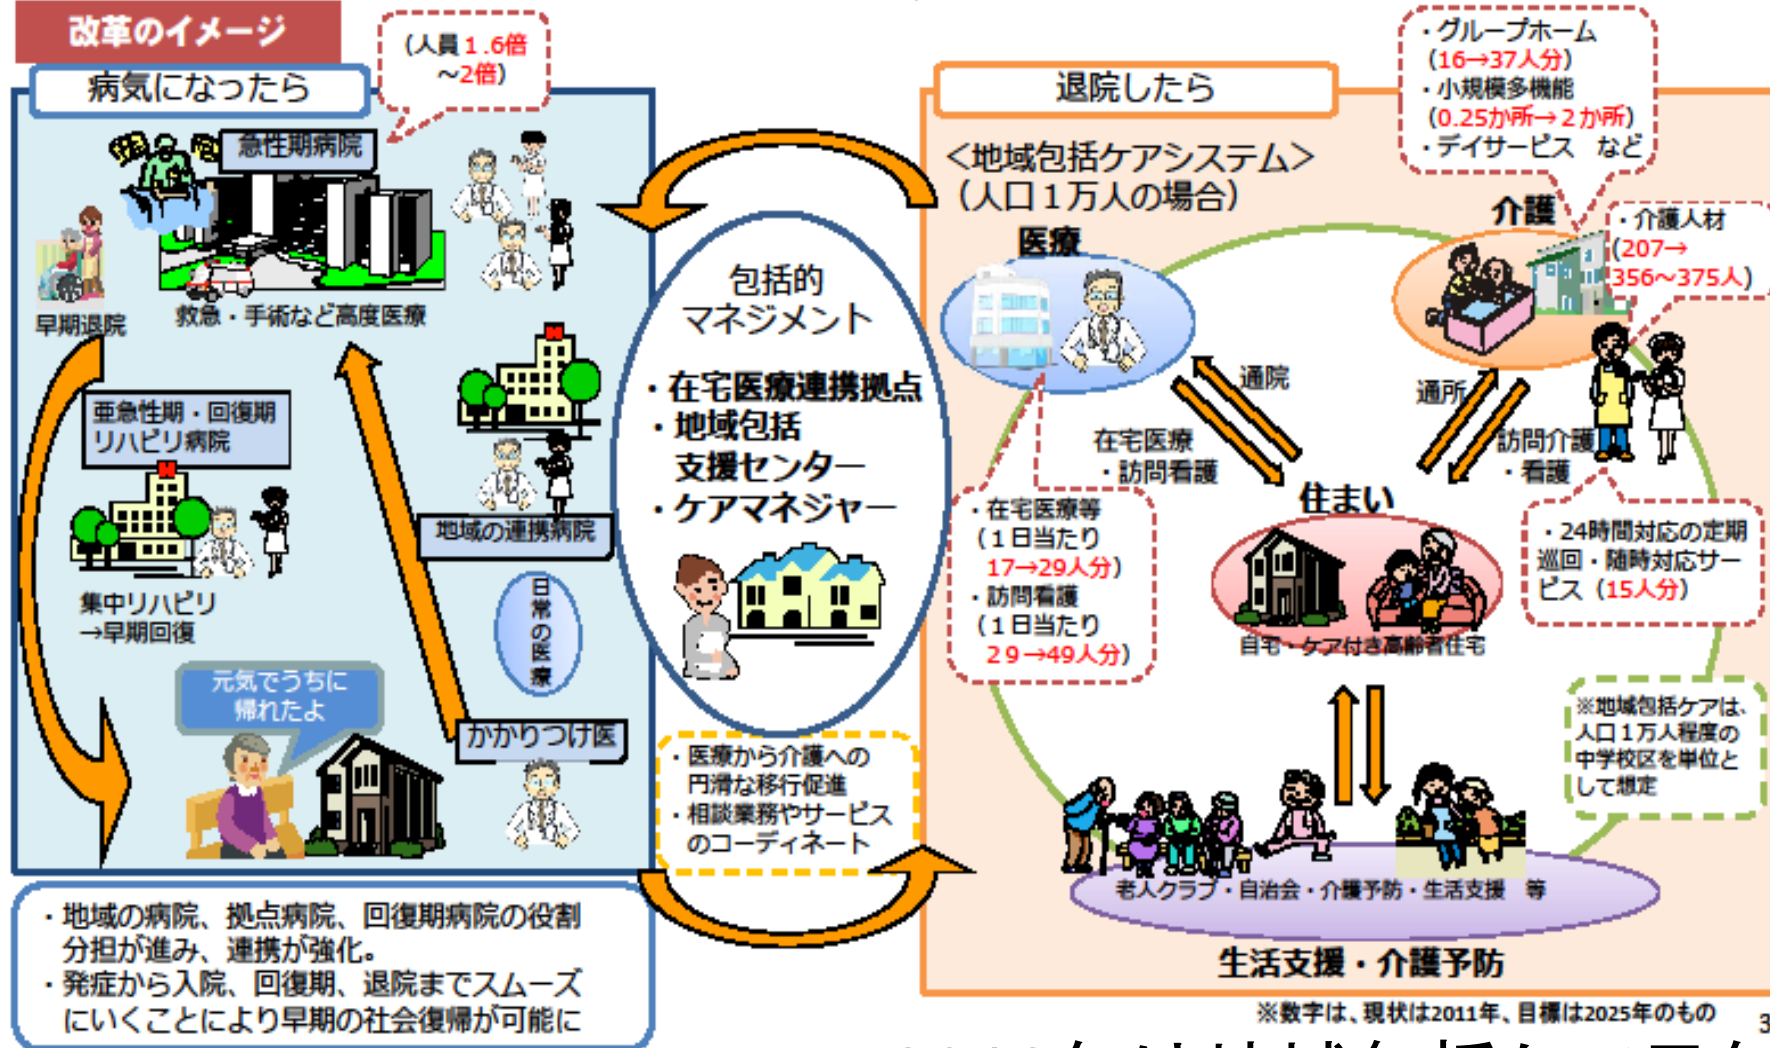 改革のイメージ
(人員1.6倍
～2倍)
病気になったら
急性期病院
救急・手術など高度医療
早期退院
亜急性期・回復期
リハビリ病院
集中リハビリ
→早期回復
地域の連携病院
日常の医療
元気でうちに
帰れたよ
かかりつけ医
・地域の病院、拠点病院、回復期病院の役割
分担が進み、連携が強化。
・発症から入院、回復期、退院までスムーズ
にいくことにより早期の社会復帰が可能に
包括的
マネジメント
・在宅医療連携拠点
・地域包括
支援センター
・ケアマネジャー
・医療から介護への
円滑な移行促進
・相談業務やサービス
のコーディネート
退院したら
＜地域包括ケアシステム＞
（人口１万人の場合）
・グループホーム
(16→37人分)
・小規模多機能
(0.25か所→２か所)
・デイサービス　など
医療
介護
・介護人材
(207→
356～375人)
通院
在宅医療
・訪問看護
通所
訪問介護
・看護
・在宅医療等
(１日当たり
17→29人分)
・訪問看護
(１日当たり
２９→49人分)
住まい
自宅・ケア付き高齢者住宅
・24時間対応の定期
巡回・随時対応サー
ビス（15人分）
※地域包括ケアは、
人口１万人程度の
中学校区を単位と
して想定
老人クラブ・自治会・介護予防・生活支援　等
生活支援・介護予防
※数字は、現状は2011年、目標は2025年のもの
3